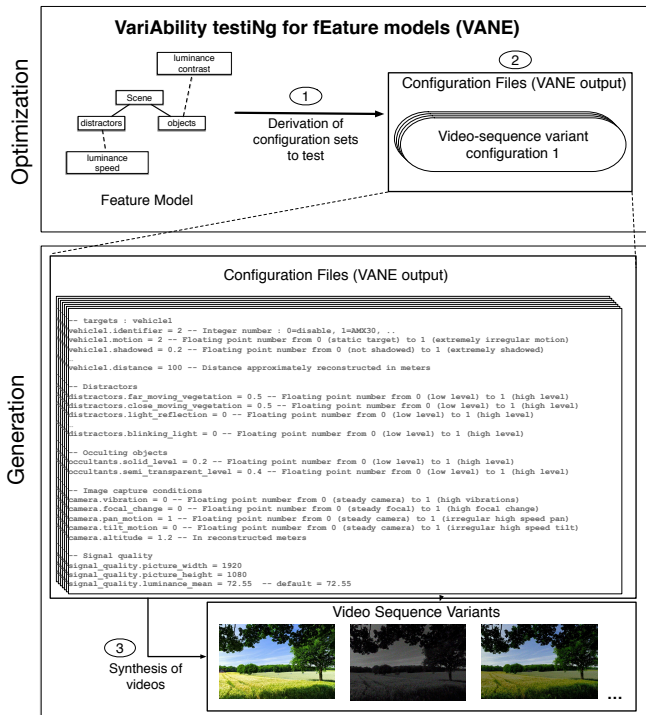 VariAbility testiNg for fEature models (VANE)
Optimization
luminance
contrast
Scene
distractors
objects
luminance
speed
Feature Model
1
Derivation of
configuration sets
to test
2
Configuration Files (VANE output)
Video-sequence variant
configuration 1
Generation
Configuration Files (VANE output)
-- targets : vehicle1
vehicle1.identifier = 2 -- Integer number : 0=disable, 1=AMX30, ..
vehicle1.motion = 2 -- Floating point number from 0 (static target) to 1 (extremely irregular motion)
vehicle1.shadowed = 0.2 -- Floating point number from 0 (not shadowed) to 1 (extremely shadowed)
…
vehicle1.distance = 100 -- Distance approximately reconstructed in meters
-- Distractors
distractors.far_moving_vegetation = 0.5 -- Floating point number from 0 (low level) to 1 (high level)
distractors.close_moving_vegetation = 0.5 -- Floating point number from 0 (low level) to 1 (high level)
distractors.light_reflection = 0 -- Floating point number from 0 (low level) to 1 (high level)
…
distractors.blinking_light = 0 -- Floating point number from 0 (low level) to 1 (high level)
-- Occulting objects
occultants.solid_level = 0.2 -- Floating point number from 0 (low level) to 1 (high level)
occultants.semi_transparent_level = 0.4 -- Floating point number from 0 (low level) to 1 (high level)
-- Image capture conditions
camera.vibration = 0 -- Floating point number from 0 (steady camera) to 1 (high vibrations)
camera.focal_change = 0 -- Floating point number from 0 (steady focal) to 1 (high focal change)
camera.pan_motion = 1 -- Floating point number from 0 (steady camera) to 1 (irregular high speed pan)
camera.tilt_motion = 0 -- Floating point number from 0 (steady camera) to 1 (irregular high speed tilt)
camera.altitude = 1.2 -- In reconstructed meters
-- Signal quality
signal_quality.picture_width = 1920
signal_quality.picture_height = 1080
signal_quality.luminance_mean = 72.55 -- default = 72.55
3
Synthesis of
videos
Video Sequence Variants
...